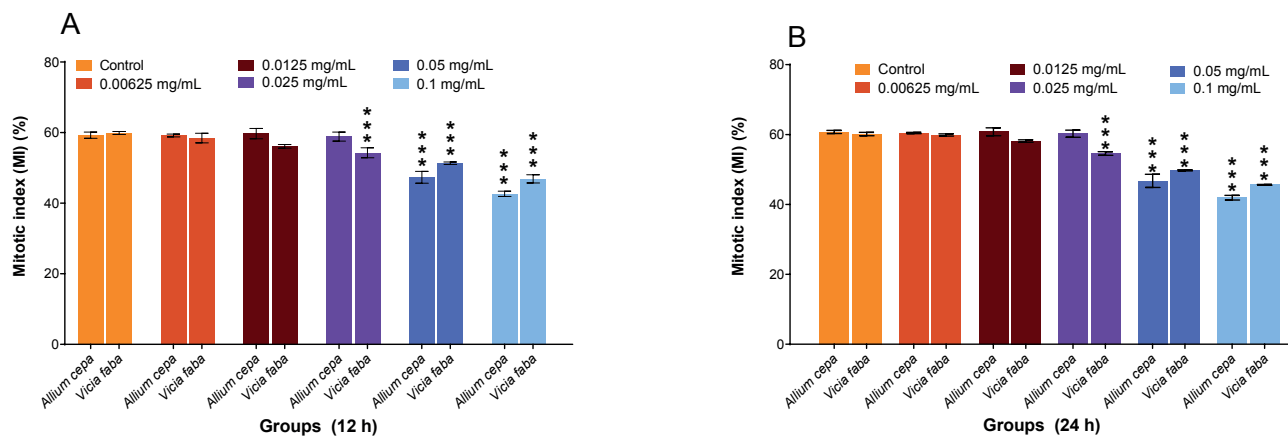 A
Control
0.00625 mg/mL
0.0125 mg/mL
0.025 mg/mL
0.05 mg/mL
0.1 mg/mL
Mitotic index (MI) (%)
80
60
40
20
0
***
***
***
***
***
Allium cepa
Vicia faba
Allium cepa
Vicia faba
Allium cepa
Vicia faba
Allium cepa
Vicia faba
Allium cepa
Vicia faba
Allium cepa
Vicia faba
Groups (12 h)
B
Control
0.00625 mg/mL
0.0125 mg/mL
0.025 mg/mL
0.05 mg/mL
0.1 mg/mL
Mitotic index (MI) (%)
80
60
40
20
0
***
***
***
***
***
Allium cepa
Vicia faba
Allium cepa
Vicia faba
Allium cepa
Vicia faba
Allium cepa
Vicia faba
Allium cepa
Vicia faba
Allium cepa
Vicia faba
Groups (24 h)